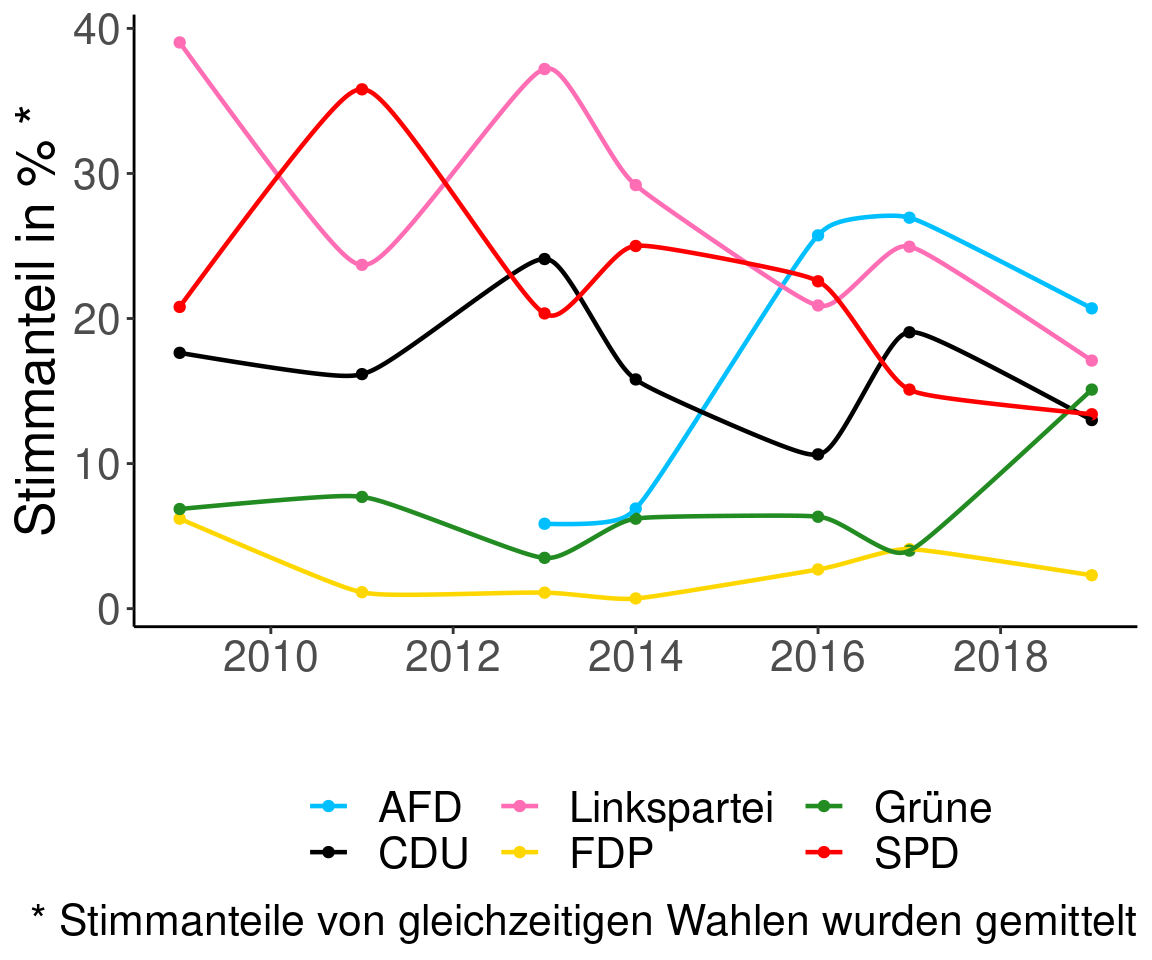 Stimmanteil in % *
40
30
20
10
0
2010 2012 2014 2016 2018
AFD Linkspartei Grüne
CDU FDP SPD
* Stimmanteile von gleichzeitigen Wahlen wurden gemittelt